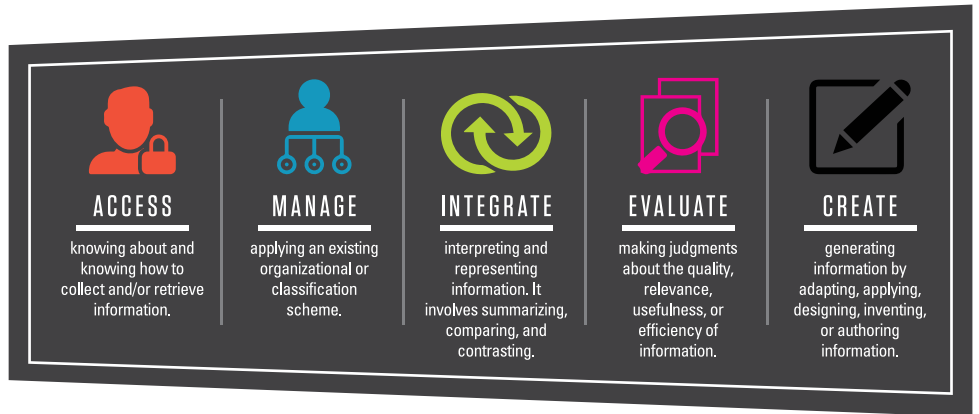 ACCESS
knowing about and
knowing how to
collect and/or retrieve
information.
MANAGE
applying an existing
organizational or
classification
scheme.
INTEGRATE
interpreting and
representing
information. It
involves summarizing,
comparing, and
contrasting.
EVALUATE
making judgments
about the quality,
relevance,
usefulness, or
efficiency of
information.
CREATE
generating
information by
adapting, applying,
designing, inventing,
or authoring
information.